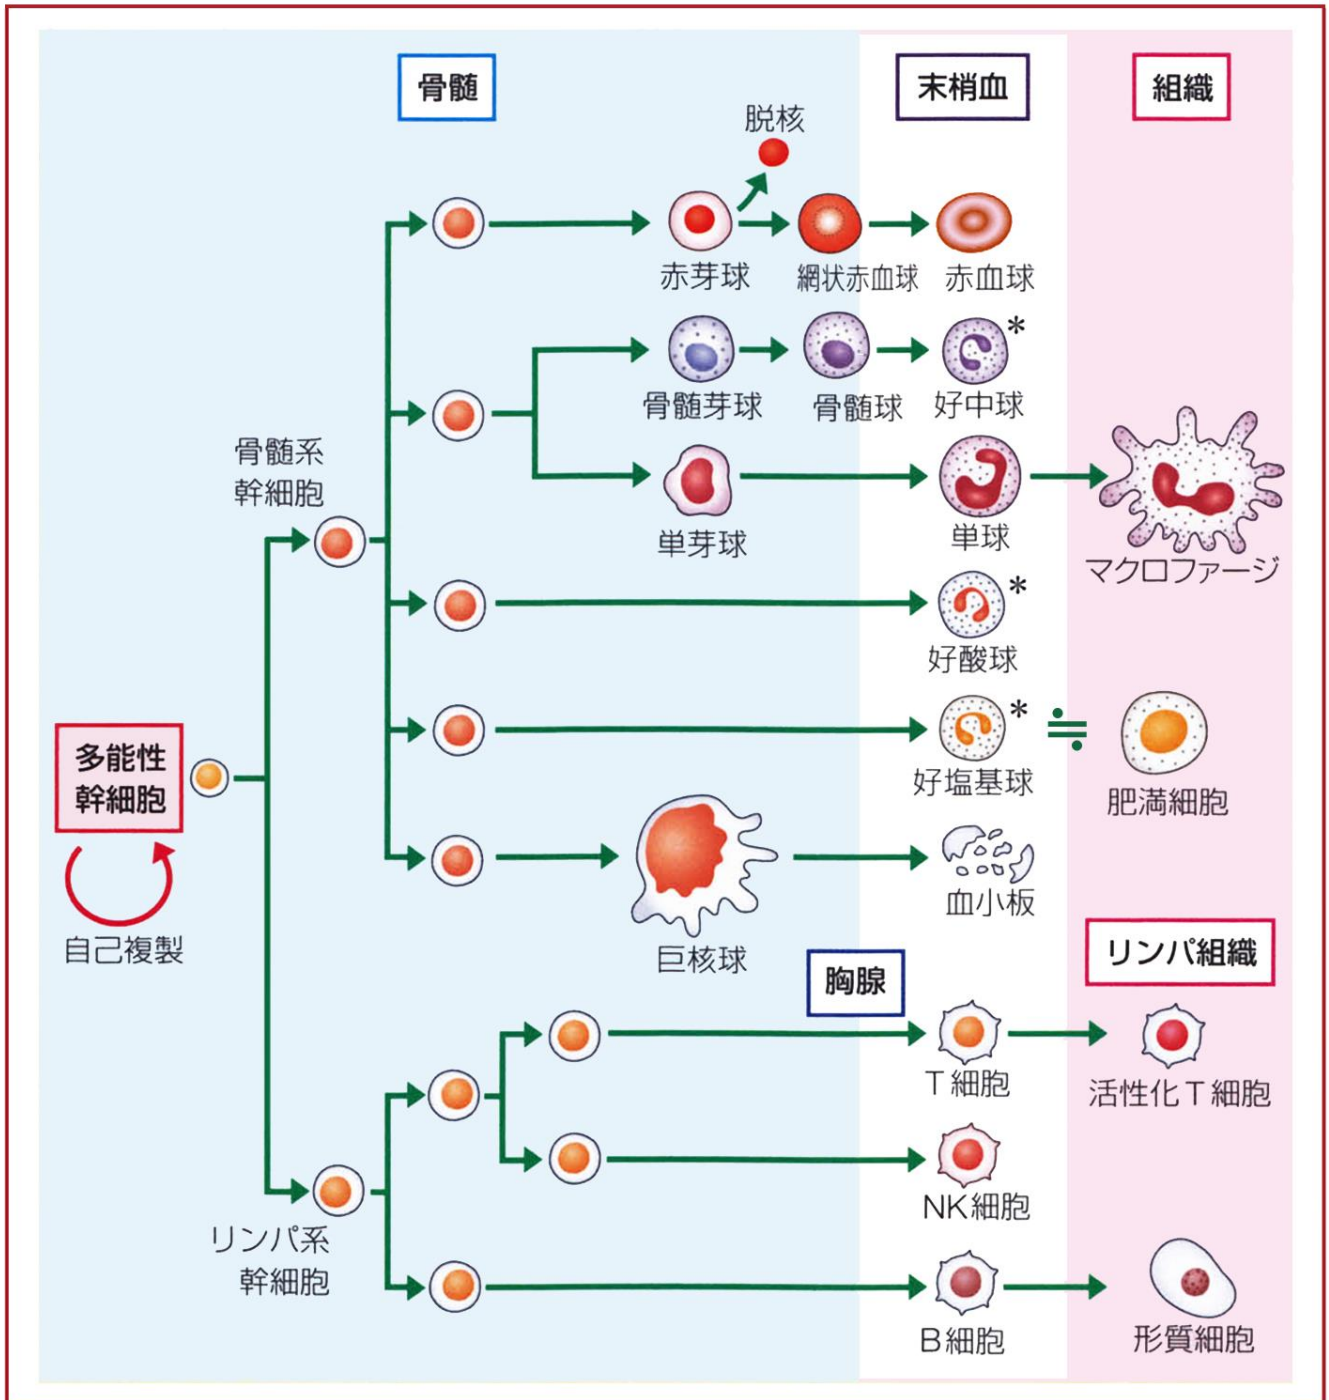 骨髄
末梢血
組織
脱核
赤芽球
網状赤血球
赤血球
*
骨髄芽球
骨髄球
好中球
骨髄系
幹細胞
単芽球
単球
マクロファージ
*
好酸球
*
≒
多能性
幹細胞
好塩基球
肥満細胞
血小板
自己複製
巨核球
リンパ組織
胸腺
T細胞
活性化T細胞
NK細胞
リンパ系
幹細胞
B細胞
形質細胞